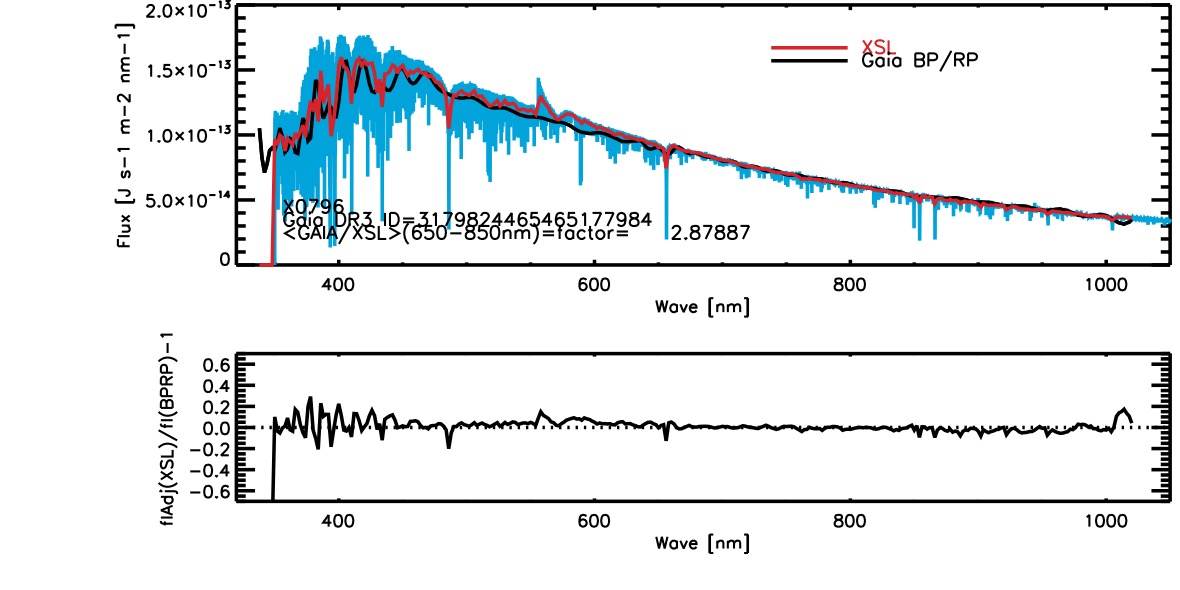 2.0×10−13
1.5×10−13
1.0×10−13
5.0×10−14
0
Flux [J s−1 m−2 nm−1]
XSL
Gaia BP/RP
X0796
Gaia DR3 ID=3179824465465177984
<GAIA/XSL>(650−850nm)=factor= 2.87887
400 600 800 1000
Wave [nm]
0.6
0.4
0.2
0.0
−0.2
−0.4
−0.6
flAdj(XSL)/fl(BPRP)−1
400 600 800 1000
Wave [nm]